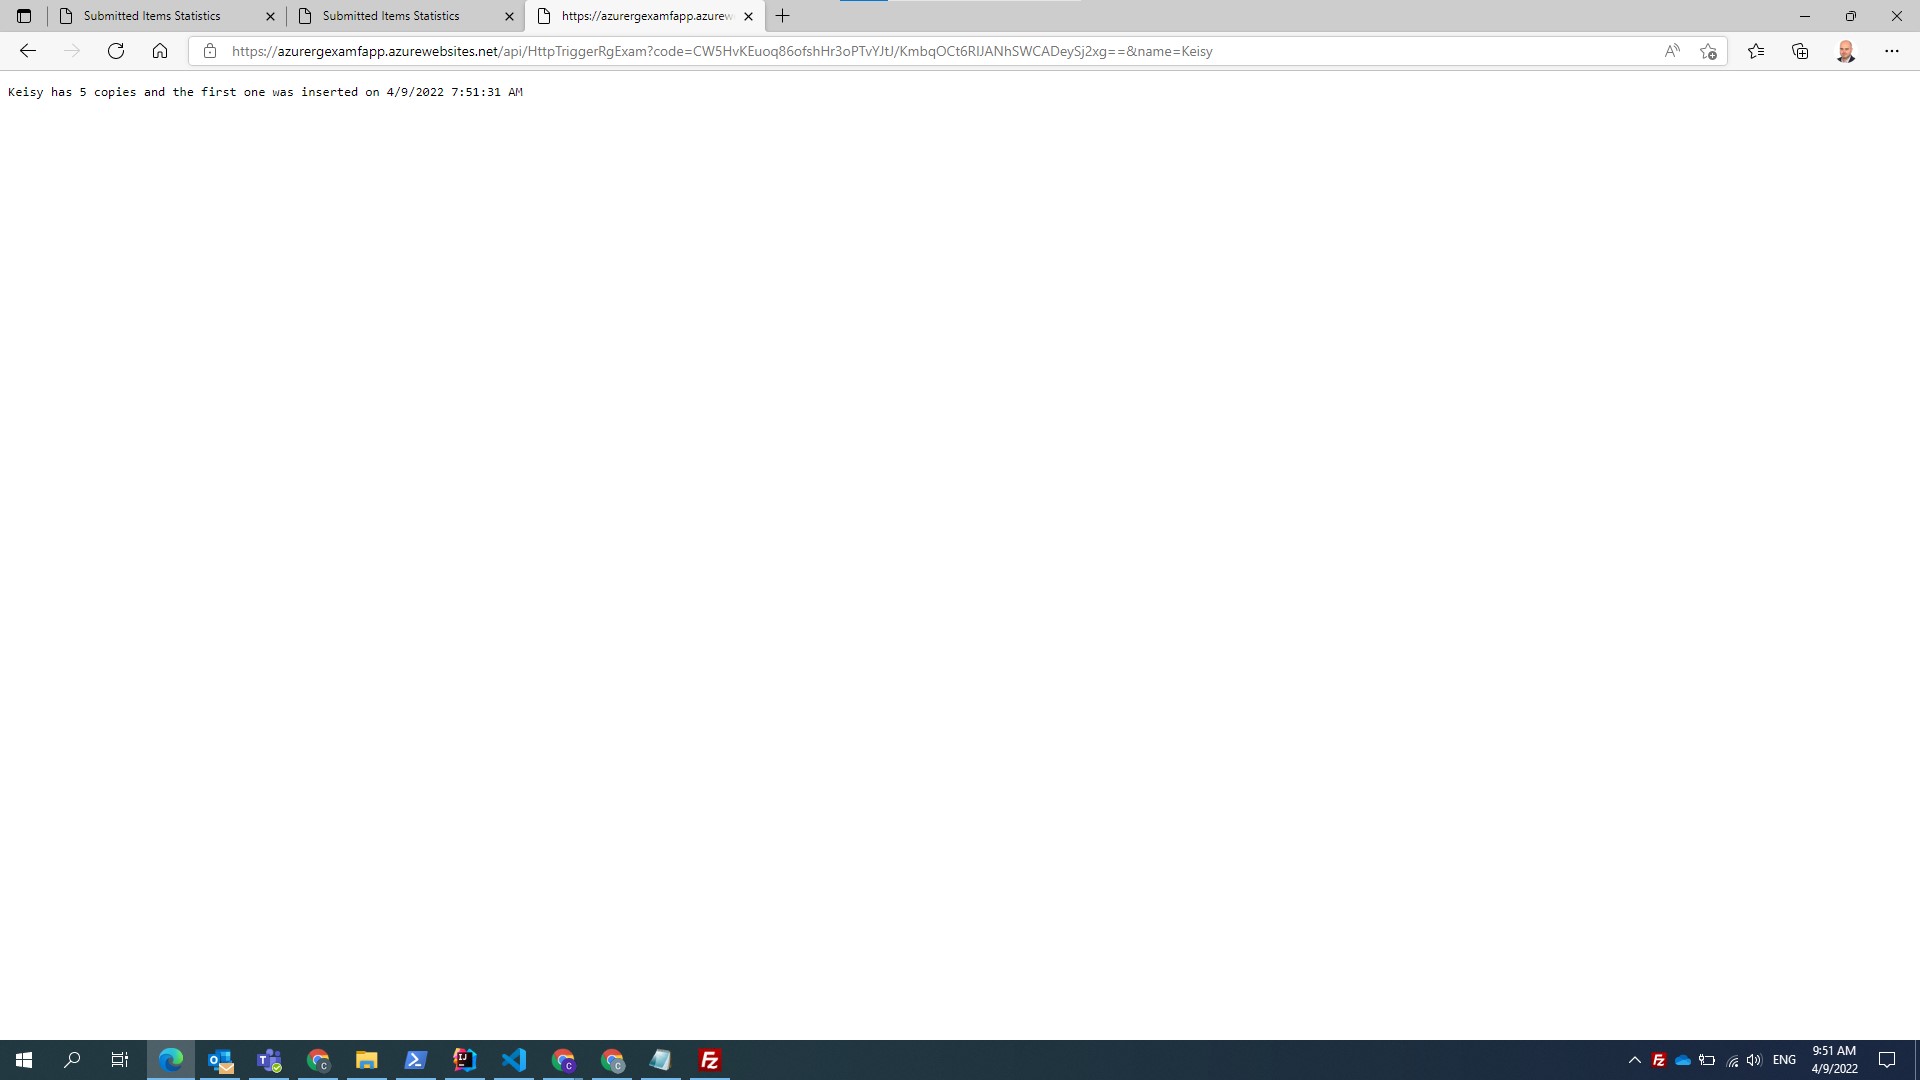 Submitted Items Statistics
Submitted Items Statistics
https://azurergexamfapp.azurew
https://azurergexamfapp.azurewebsites.net/api/HttpTriggerRgExam?code=CW5HvKEuoq86ofshHr3oPTvYJtJ/KmbqOCt6RIJANhSWCADeySj2xg==&name=Keisy
Keisy has 5 copies and the first one was inserted on 4/9/2022 7:51:31 AM
ENG
9:51 AM
4/9/2022